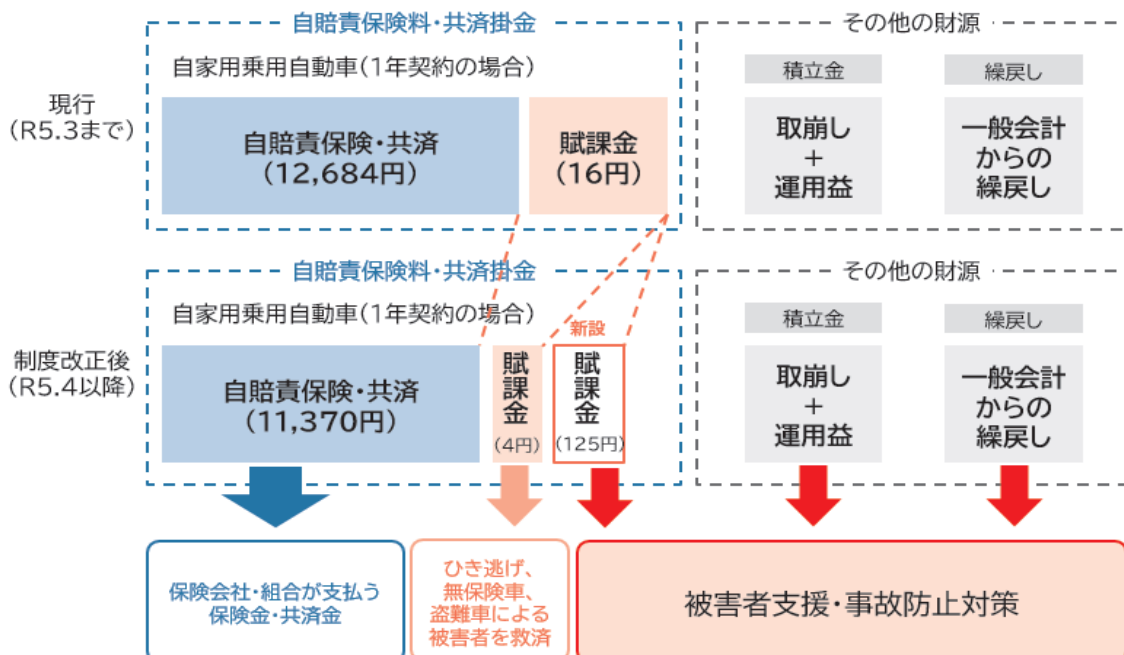 自賠責保険料・共済掛金
その他の財源
現行
(R5.3まで)
自家用乗用自動車(1年契約の場合)
自賠責保険・共済
(12,684円)
賦課金
(16円)
積立金
取崩し
+
運用益
繰戻し
一般会計
からの
繰戻し
自賠責保険料・共済掛金
その他の財源
制度改正後
(R5.4以降)
自家用乗用自動車(1年契約の場合)
自賠責保険・共済
(11,370円)
賦課金
(4円)
新設
賦課金
(125円)
積立金
取崩し
+
運用益
繰戻し
一般会計
からの
繰戻し
保険会社・組合が支払う
保険金・共済金
ひき逃げ、
無保険車、
盗難車による
被害者を救済
被害者支援・事故防止対策